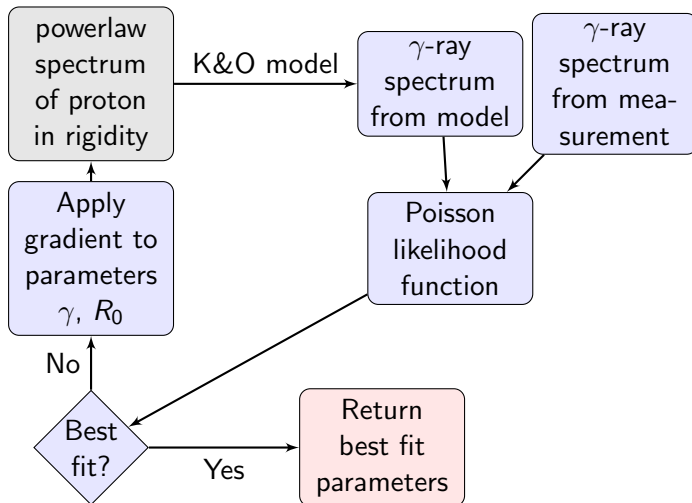 powerlaw
spectrum
of proton
in rigidity
K&O model
γ-ray
spectrum
from model
γ-ray
spectrum
from mea-
surement
Apply
gradient to
parameters
γ, R₀
Poisson
likelihood
function
No
Best
fit?
Yes
Return
best fit
parameters